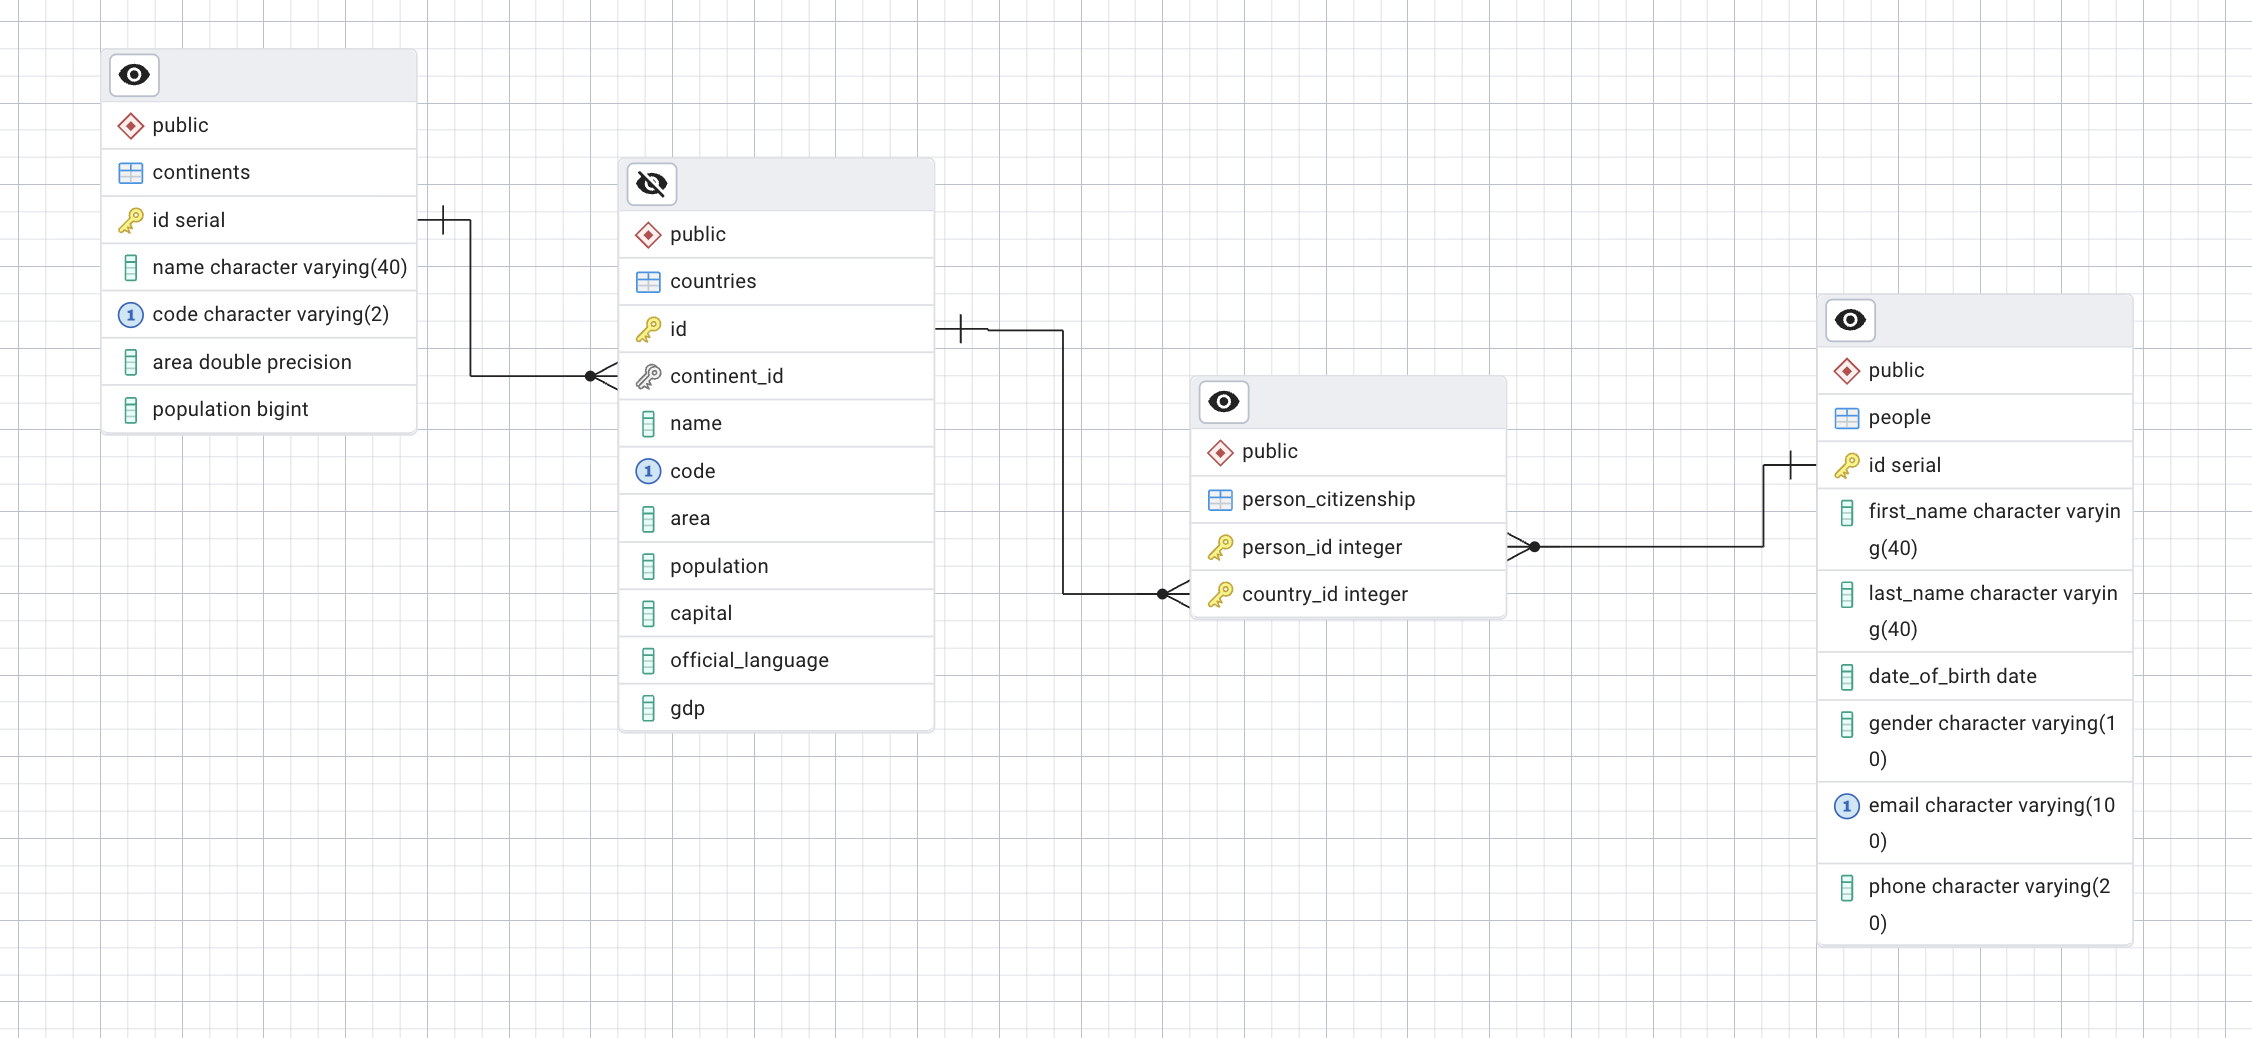 public
continents
id serial
name character varying(40)
1 code character varying(2)
area double precision
population bigint
public
countries
id
continent_id
name
1 code
area
population
capital
official_language
gdp
public
person_citizenship
person_id integer
country_id integer
public
people
id serial
first_name character varyin
g(40)
last_name character varyin
g(40)
date_of_birth date
gender character varying(1
0)
1 email character varying(10
0)
phone character varying(2
0)